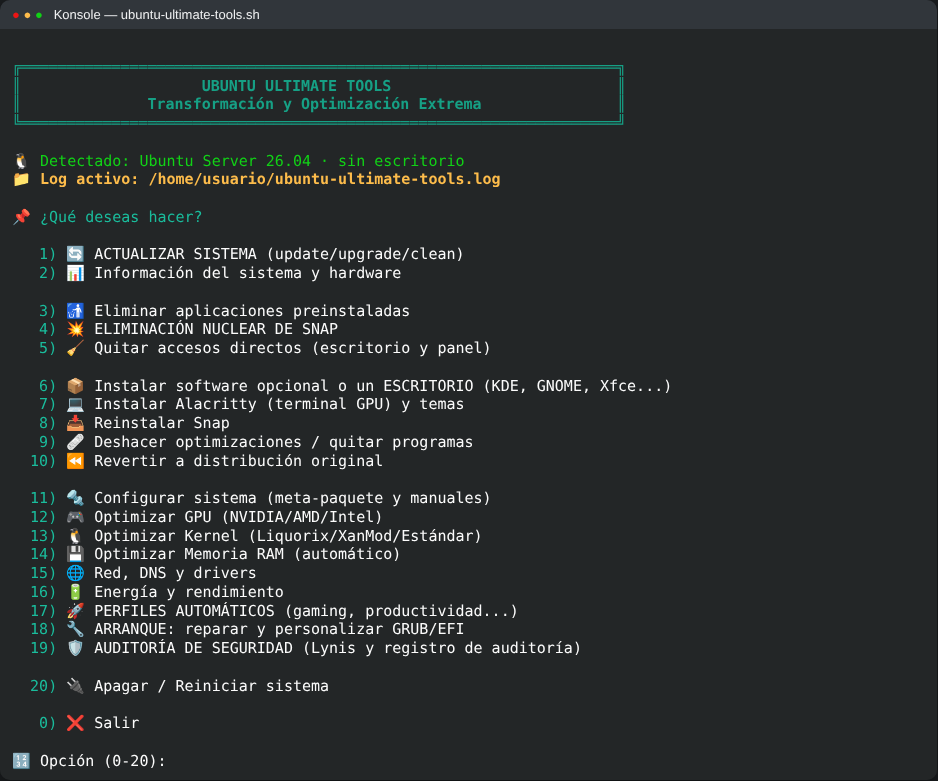 Konsole — ubuntu-ultimate-tools.sh
UBUNTU ULTIMATE TOOLS
Transformación y Optimización Extrema
🐧 Detectado: Ubuntu Server 26.04 · sin escritorio
📁 Log activo: /home/usuario/ubuntu-ultimate-tools.log
📌 ¿Qué deseas hacer?
1) 🔄 ACTUALIZAR SISTEMA (update/upgrade/clean)
2) 📊 Información del sistema y hardware
3) 🚮 Eliminar aplicaciones preinstaladas
4) 💥 ELIMINACIÓN NUCLEAR DE SNAP
5) 🧹 Quitar accesos directos (escritorio y panel)
6) 📦 Instalar software opcional o un ESCRITORIO (KDE, GNOME, Xfce...)
7) 💻 Instalar Alacritty (terminal GPU) y temas
8) 📥 Reinstalar Snap
9) 🩹 Deshacer optimizaciones / quitar programas
10) ⏪ Revertir a distribución original
11) 🔩 Configurar sistema (meta-paquete y manuales)
12) 🎮 Optimizar GPU (NVIDIA/AMD/Intel)
13) 🐧 Optimizar Kernel (Liquorix/XanMod/Estándar)
14) 💾 Optimizar Memoria RAM (automático)
15) 🌐 Red, DNS y drivers
16) 🔋 Energía y rendimiento
17) 🚀 PERFILES AUTOMÁTICOS (gaming, productividad...)
18) 🔧 ARRANQUE: reparar y personalizar GRUB/EFI
19) 🛡️ AUDITORÍA DE SEGURIDAD (Lynis y registro de auditoría)
20) 🔌 Apagar / Reiniciar sistema
0) ❌ Salir
🔢 Opción (0-20):